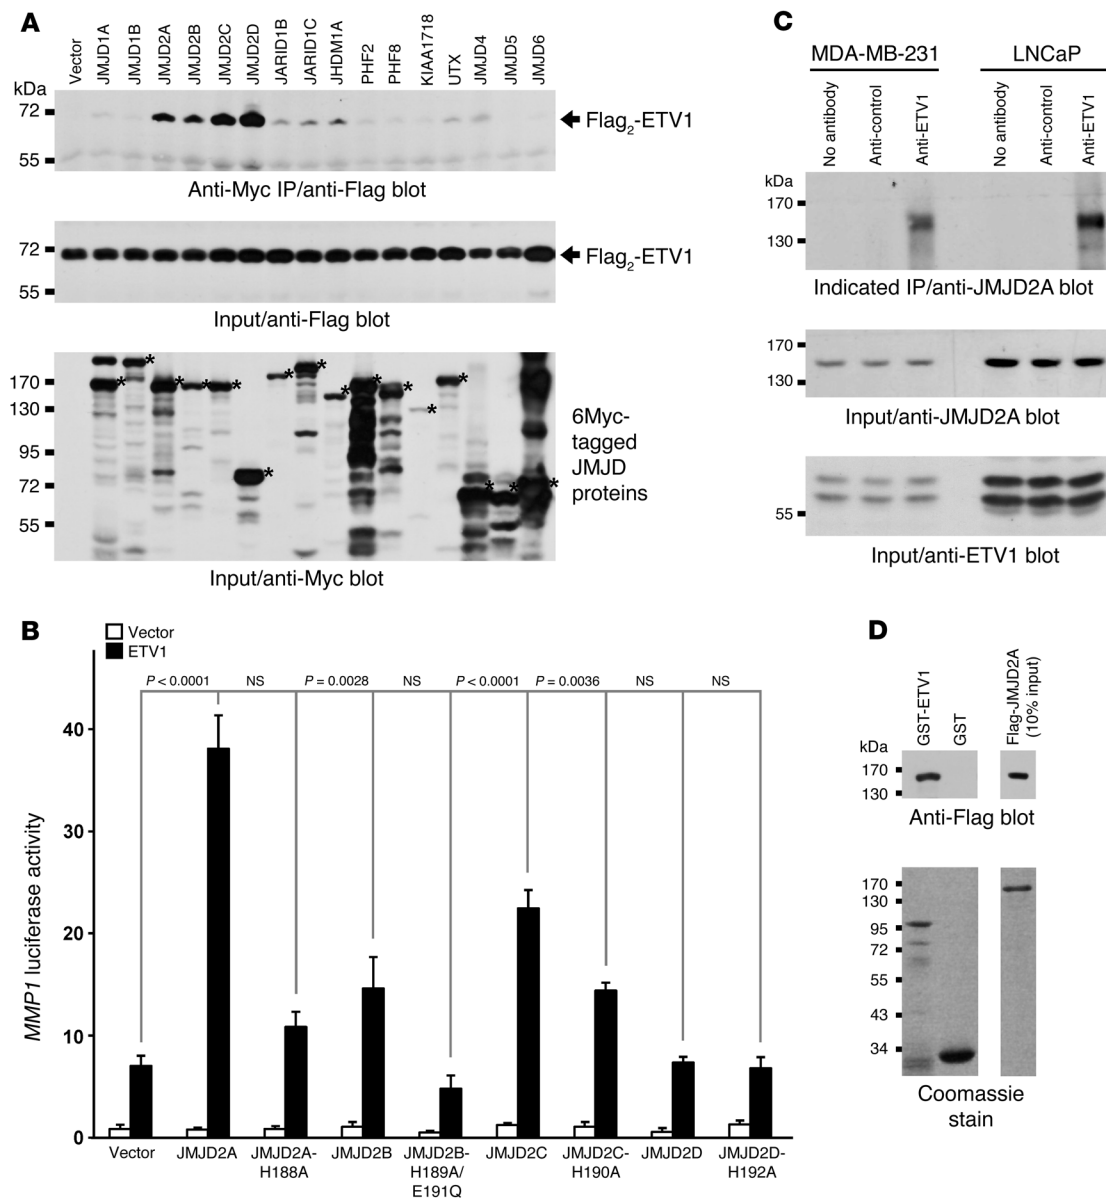 A
Vector
JMJD1A
JMJD1B
JMJD2A
JMJD2B
JMJD2C
JMJD2D
JARID1B
JARID1C
JHDM1A
PHF2
PHF8
KIAA1718
UTX
JMJD4
JMJD5
JMJD6
kDa
72
55
Flag2-ETV1
Anti-Myc IP/anti-Flag blot
72
55
Flag2-ETV1
Input/anti-Flag blot
170
130
95
72
55
* * * * * * * * * * * * * * * * *
6Myc-
tagged
JMJD
proteins
Input/anti-Myc blot
C
MDA-MB-231
LNCaP
No antibody
Anti-control
Anti-ETV1
No antibody
Anti-control
Anti-ETV1
kDa
170
130
Indicated IP/anti-JMJD2A blot
170
130
Input/anti-JMJD2A blot
55
Input/anti-ETV1 blot
B
Vector
ETV1
P < 0.0001
NS
P = 0.0028
NS
P < 0.0001
P = 0.0036
NS
NS
MMP1 luciferase activity
40
30
20
10
0
Vector
JMJD2A
JMJD2A-
H188A
JMJD2B
JMJD2B-
H189A/
E191Q
JMJD2C
JMJD2C-
H190A
JMJD2D
JMJD2D-
H192A
D
GST-ETV1
GST
Flag-JMJD2A
(10% input)
kDa
170
130
Anti-Flag blot
170
130
95
72
55
43
34
Coomassie
stain